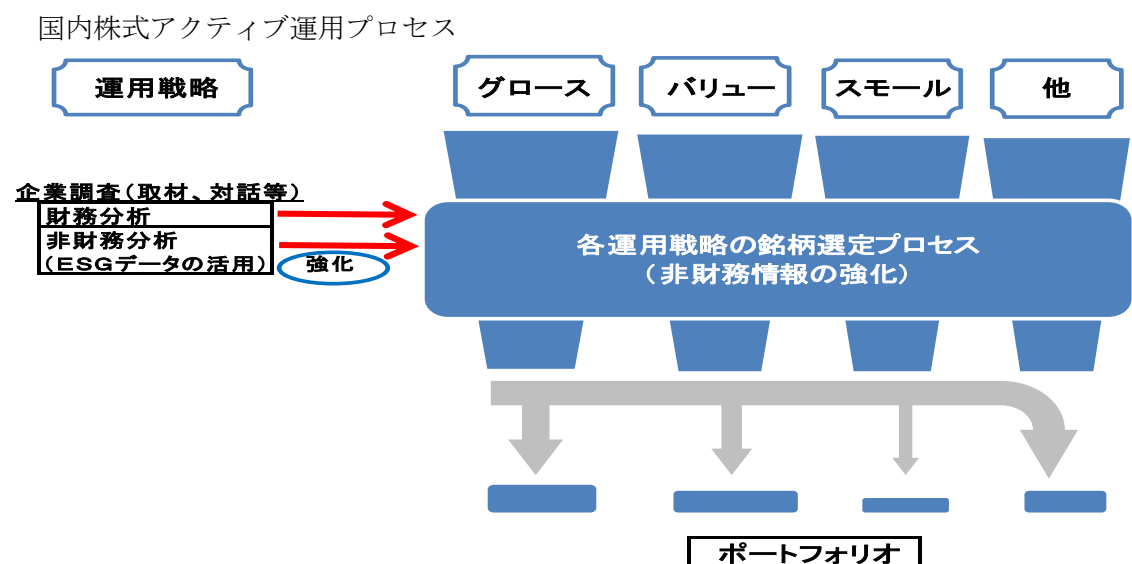 国内株式アクティブ運用プロセス
運用戦略
グロース
バリュー
スモール
他
企業調査(取材、対話等)
財務分析
非財務分析
(ESGデータの活用)
強化
各運用戦略の銘柄選定プロセス
(非財務情報の強化)
ポートフォリオ